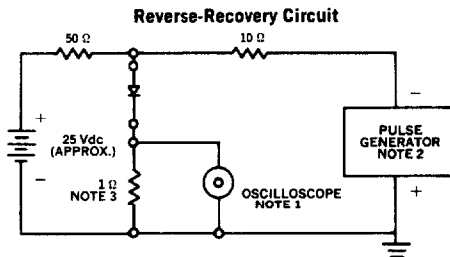 Reverse-Recovery Circuit
50 Ω
10 Ω
+
25 Vdc
(APPROX.)
−
1 Ω
NOTE 3
OSCILLOSCOPE
NOTE 1
−
PULSE
GENERATOR
NOTE 2
+